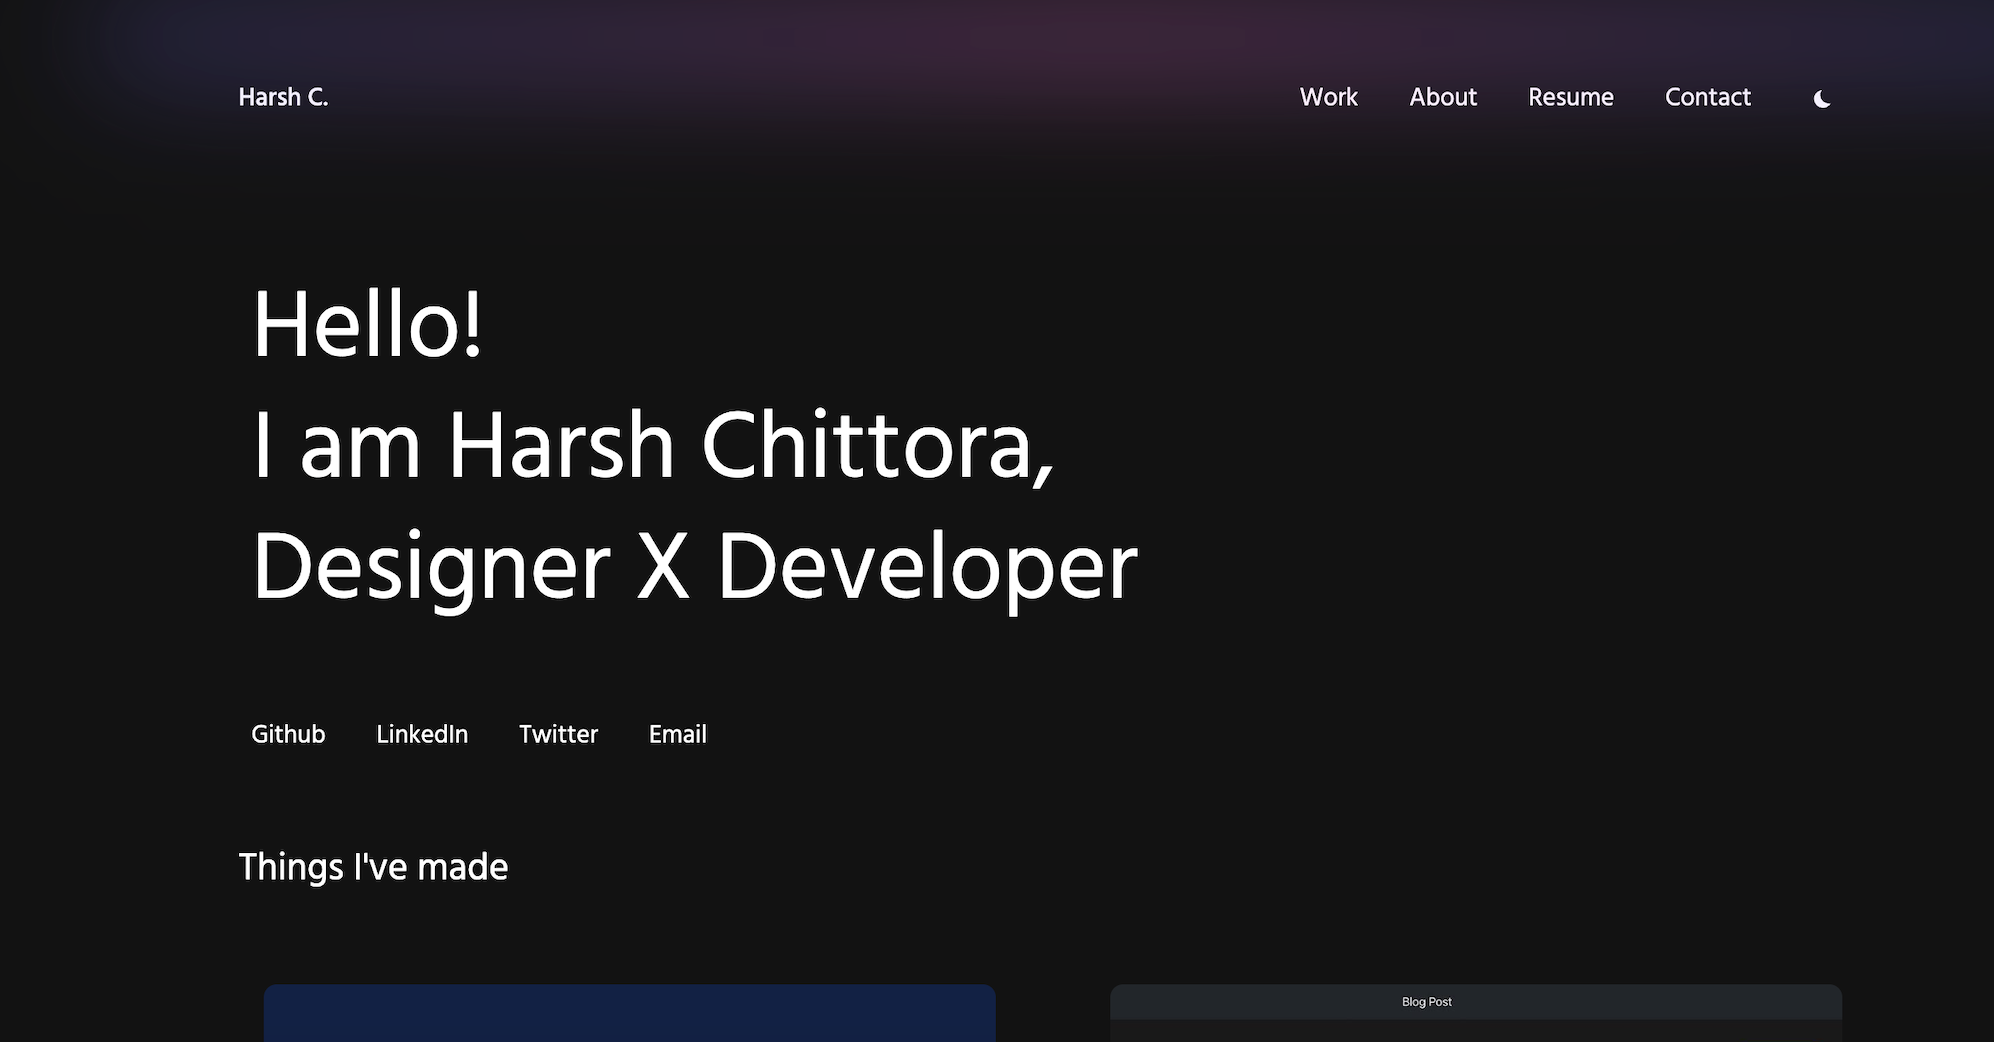 Harsh C.
Work About Resume Contact
Hello!
I am Harsh Chittora,
Designer X Developer
Github LinkedIn Twitter Email
Things I've made
Blog Post